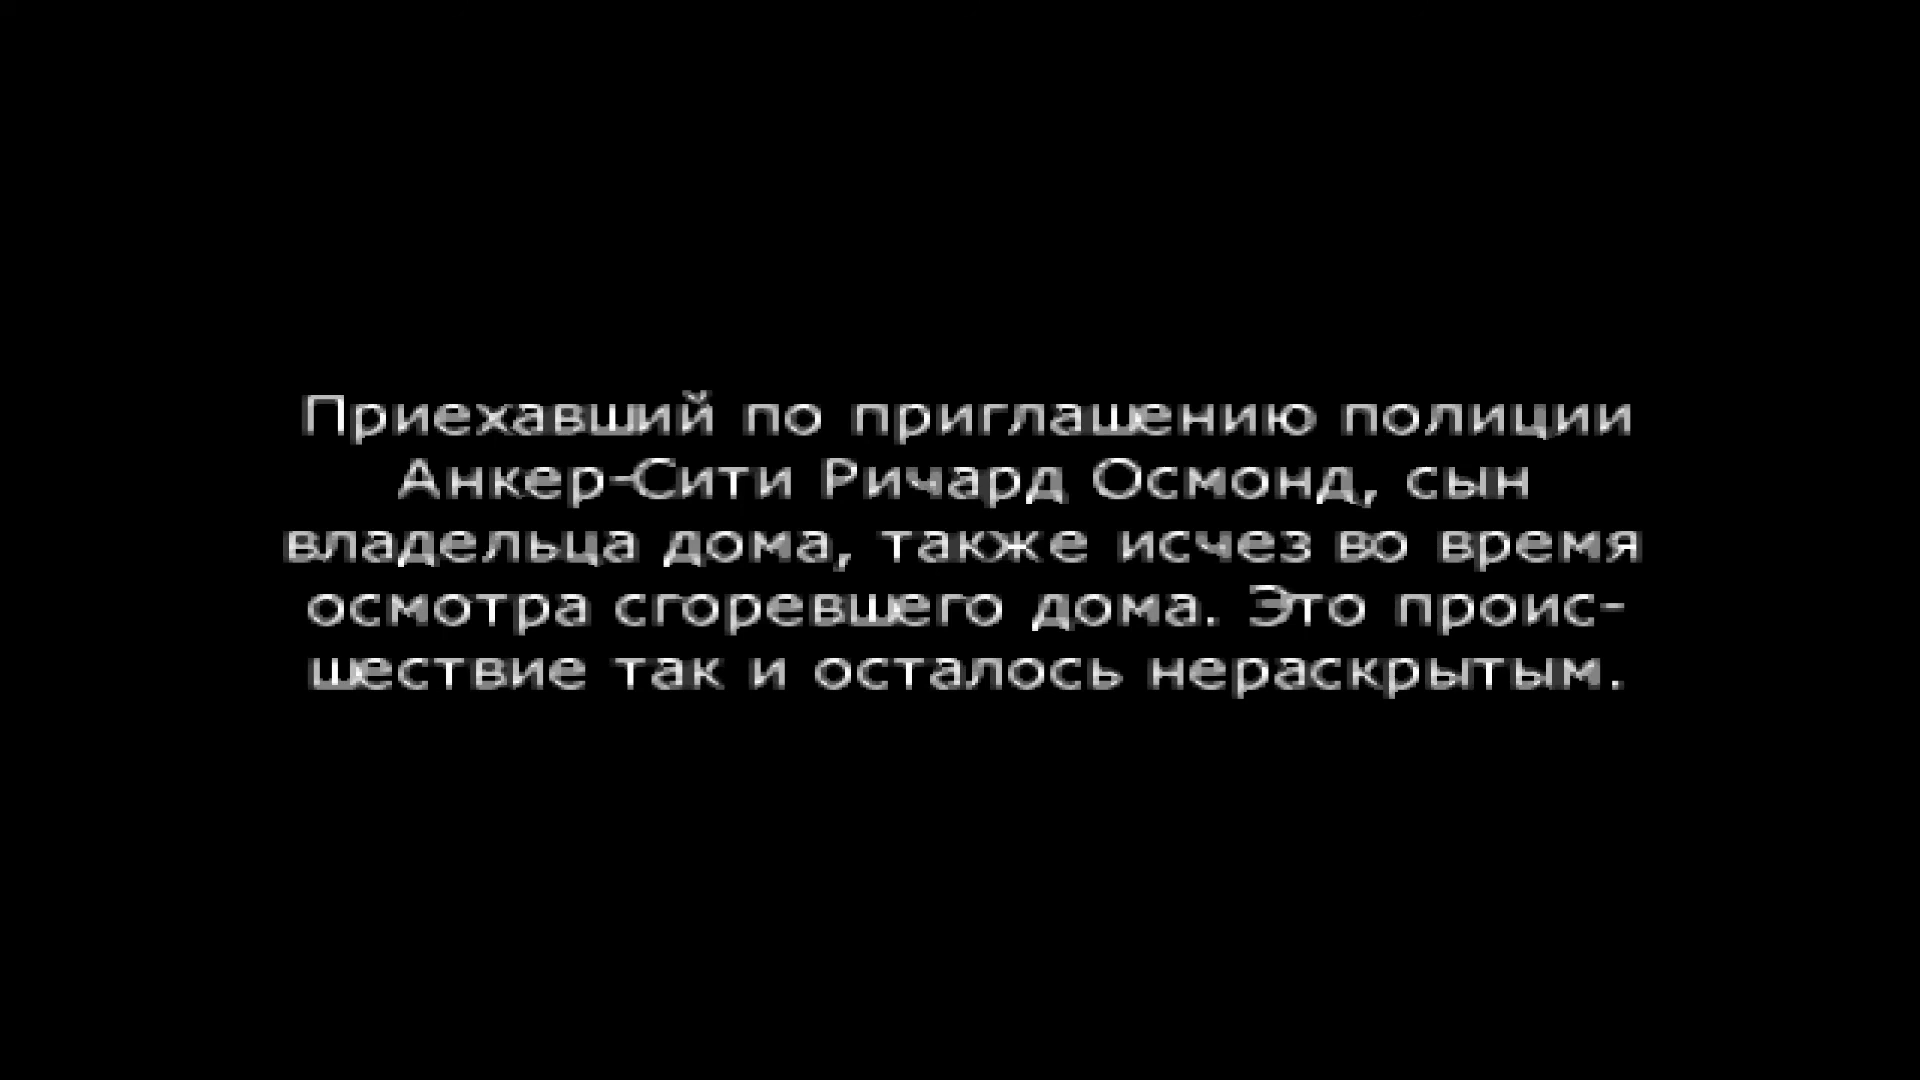 Приехавший по приглашению полиции
Анкер-Сити Ричард Осмонд, сын
владельца дома, также исчез во время
осмотра сгоревшего дома. Это проис-
шествие так и осталось нераскрытым.